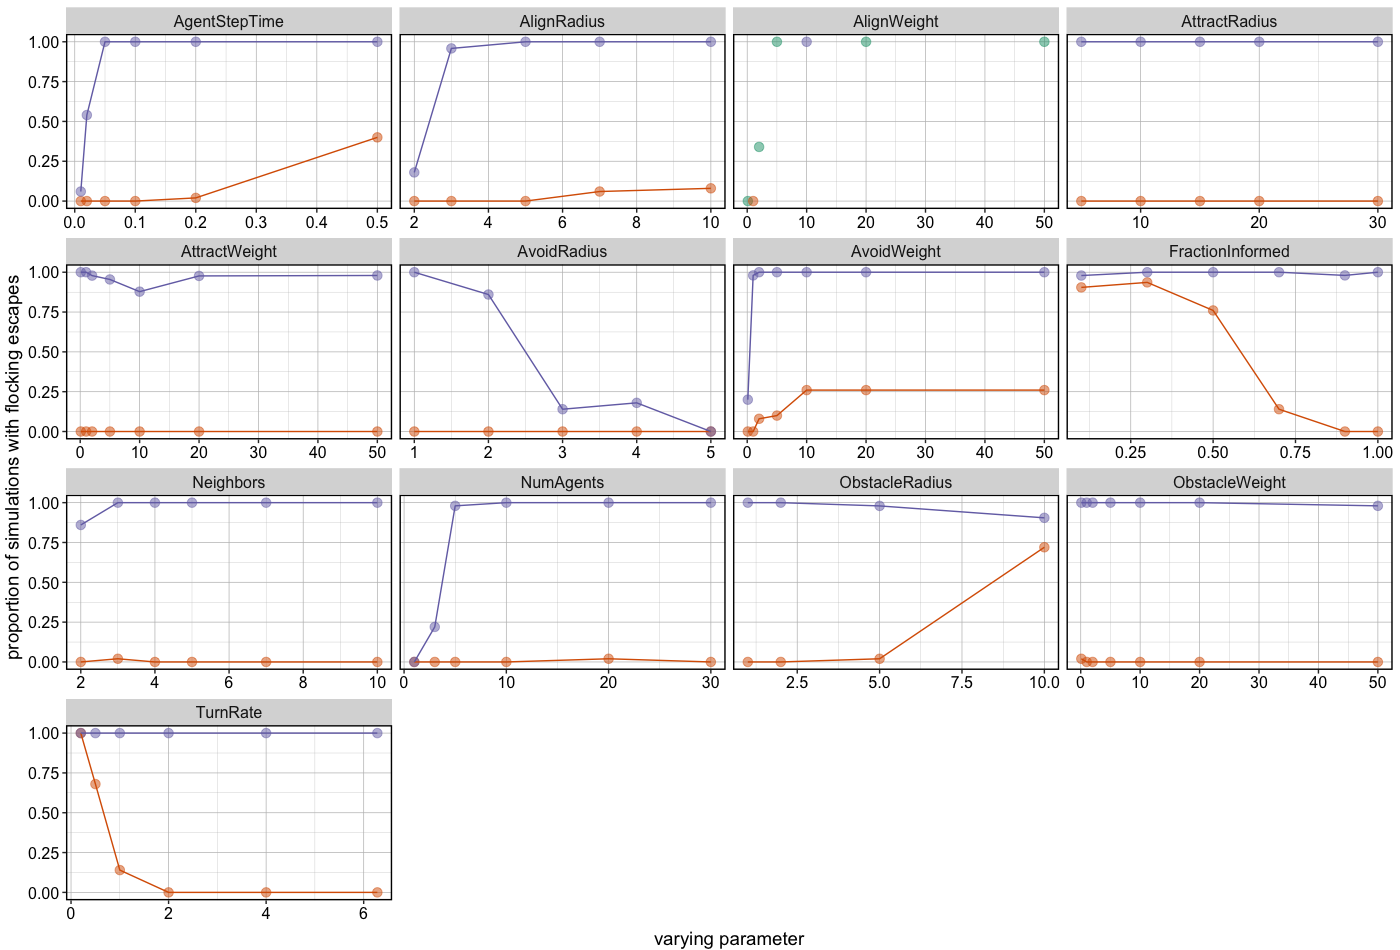 AgentStepTime AlignRadius AlignWeight AttractRadius
1.00
0.75
0.50
0.25
0.00
0.0 0.1 0.2 0.3 0.4 0.5 2 4 6 8 10 0 10 20 30 40 50 10 20 30
AttractWeight AvoidRadius AvoidWeight FractionInformed
1.00
0.75
0.50
0.25
0.00
0 10 20 30 40 50 1 2 3 4 5 0 10 20 30 40 50 0.25 0.50 0.75 1.00
Neighbors NumAgents ObstacleRadius ObstacleWeight
1.00
0.75
0.50
0.25
0.00
2 4 6 8 10 0 10 20 30 2.5 5.0 7.5 10.0 0 10 20 30 40 50
TurnRate
1.00
0.75
0.50
0.25
0.00
0 2 4 6
proportion of simulations with flocking escapes
varying parameter